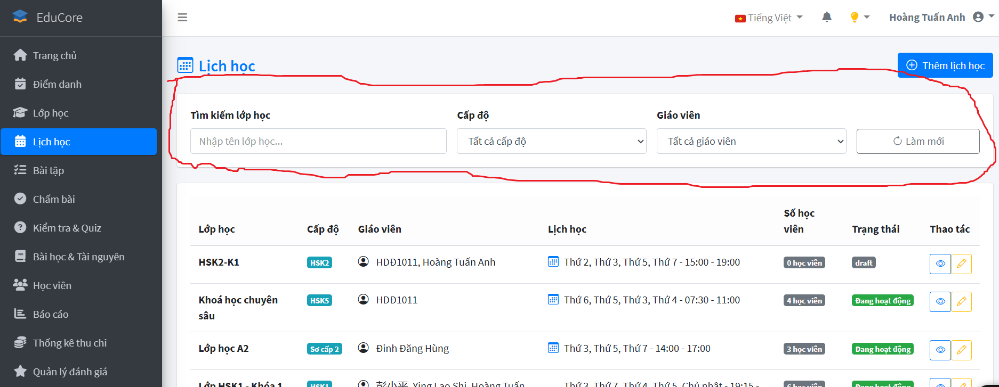 EduCore
Tiếng Việt
Hoàng Tuấn Anh
Trang chủ
Điểm danh
Lớp học
Lịch học
Bài tập
Chấm bài
Kiểm tra & Quiz
Bài học & Tài nguyên
Học viên
Báo cáo
Thống kê thu chi
Quản lý đánh giá
Lịch học
Thêm lịch học
Tìm kiếm lớp học
Cấp độ
Giáo viên
Nhập tên lớp học...
Tất cả cấp độ
Tất cả giáo viên
Làm mới
Lớp học
Cấp độ
Giáo viên
Lịch học
Số học
viên
Trạng thái
Thao tác
HSK2-K1
HSK2
HDĐ1011, Hoàng Tuấn Anh
Thứ 2, Thứ 3, Thứ 5, Thứ 7 - 15:00 - 19:00
0 học viên
draft
Khoá học chuyên
sâu
HSK5
HDĐ1011
Thứ 6, Thứ 5, Thứ 3, Thứ 4 - 07:30 - 11:00
4 học viên
Đang hoạt động
Lớp học A2
Sơ cấp 2
Đinh Đăng Hùng
Thứ 3, Thứ 5, Thứ 7 - 14:00 - 17:00
3 học viên
Đang hoạt động
Lớp HSK1 - Khóa 1
HSK1
彭小平, Ying Lao Shi, Hoàng Tuấn
Thứ 3, Thứ 7, Thứ 4, Thứ 5, Chủ nhật - 19:15 -
6 học viên
Đang hoạt động